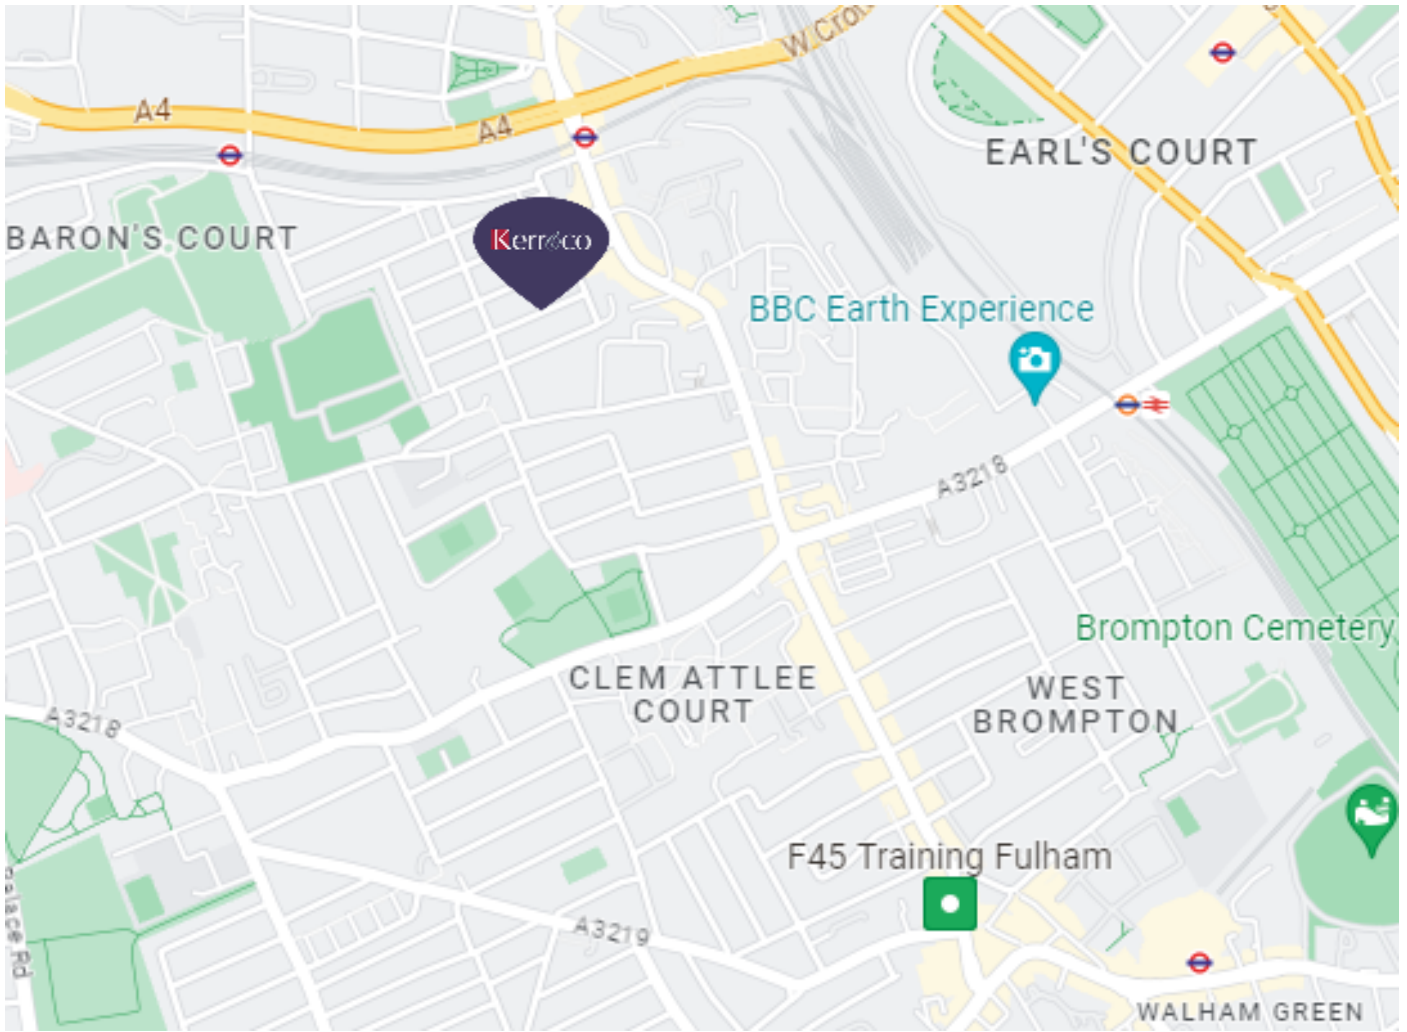 W Crom
A4
A4
EARL'S COURT
BARON'S COURT
Kerr&co
BBC Earth Experience
A3218
Brompton Cemetery
CLEM ATTLEE
COURT
WEST
BROMPTON
A3218
F45 Training Fulham
A3219
Palace Rd
WALHAM GREEN